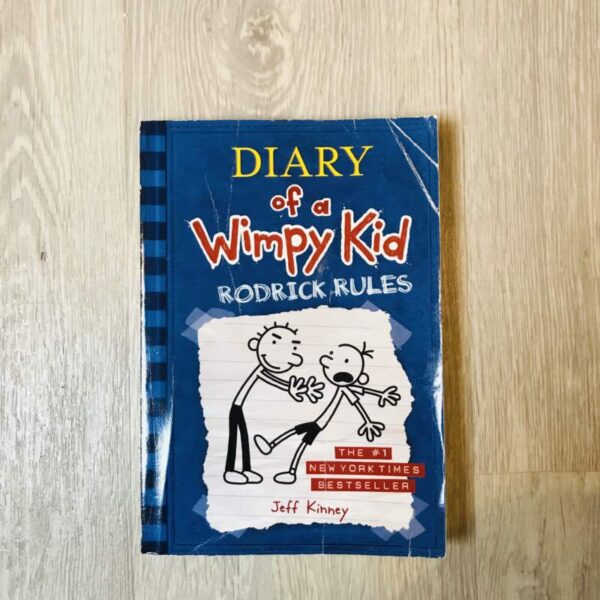 DIARY
of a
Wimpy Kid
RODRICK RULES
THE #1
NEW YORK TIMES
BESTSELLER
Jeff Kinney